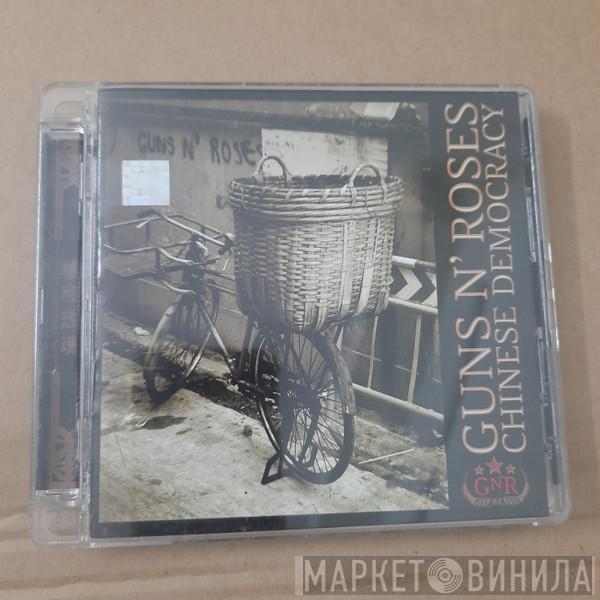 GUNS N' ROSES
GUNS N' ROSES
CHINESE DEMOCRACY
GNR
МАРКЕТ ВИНИЛА